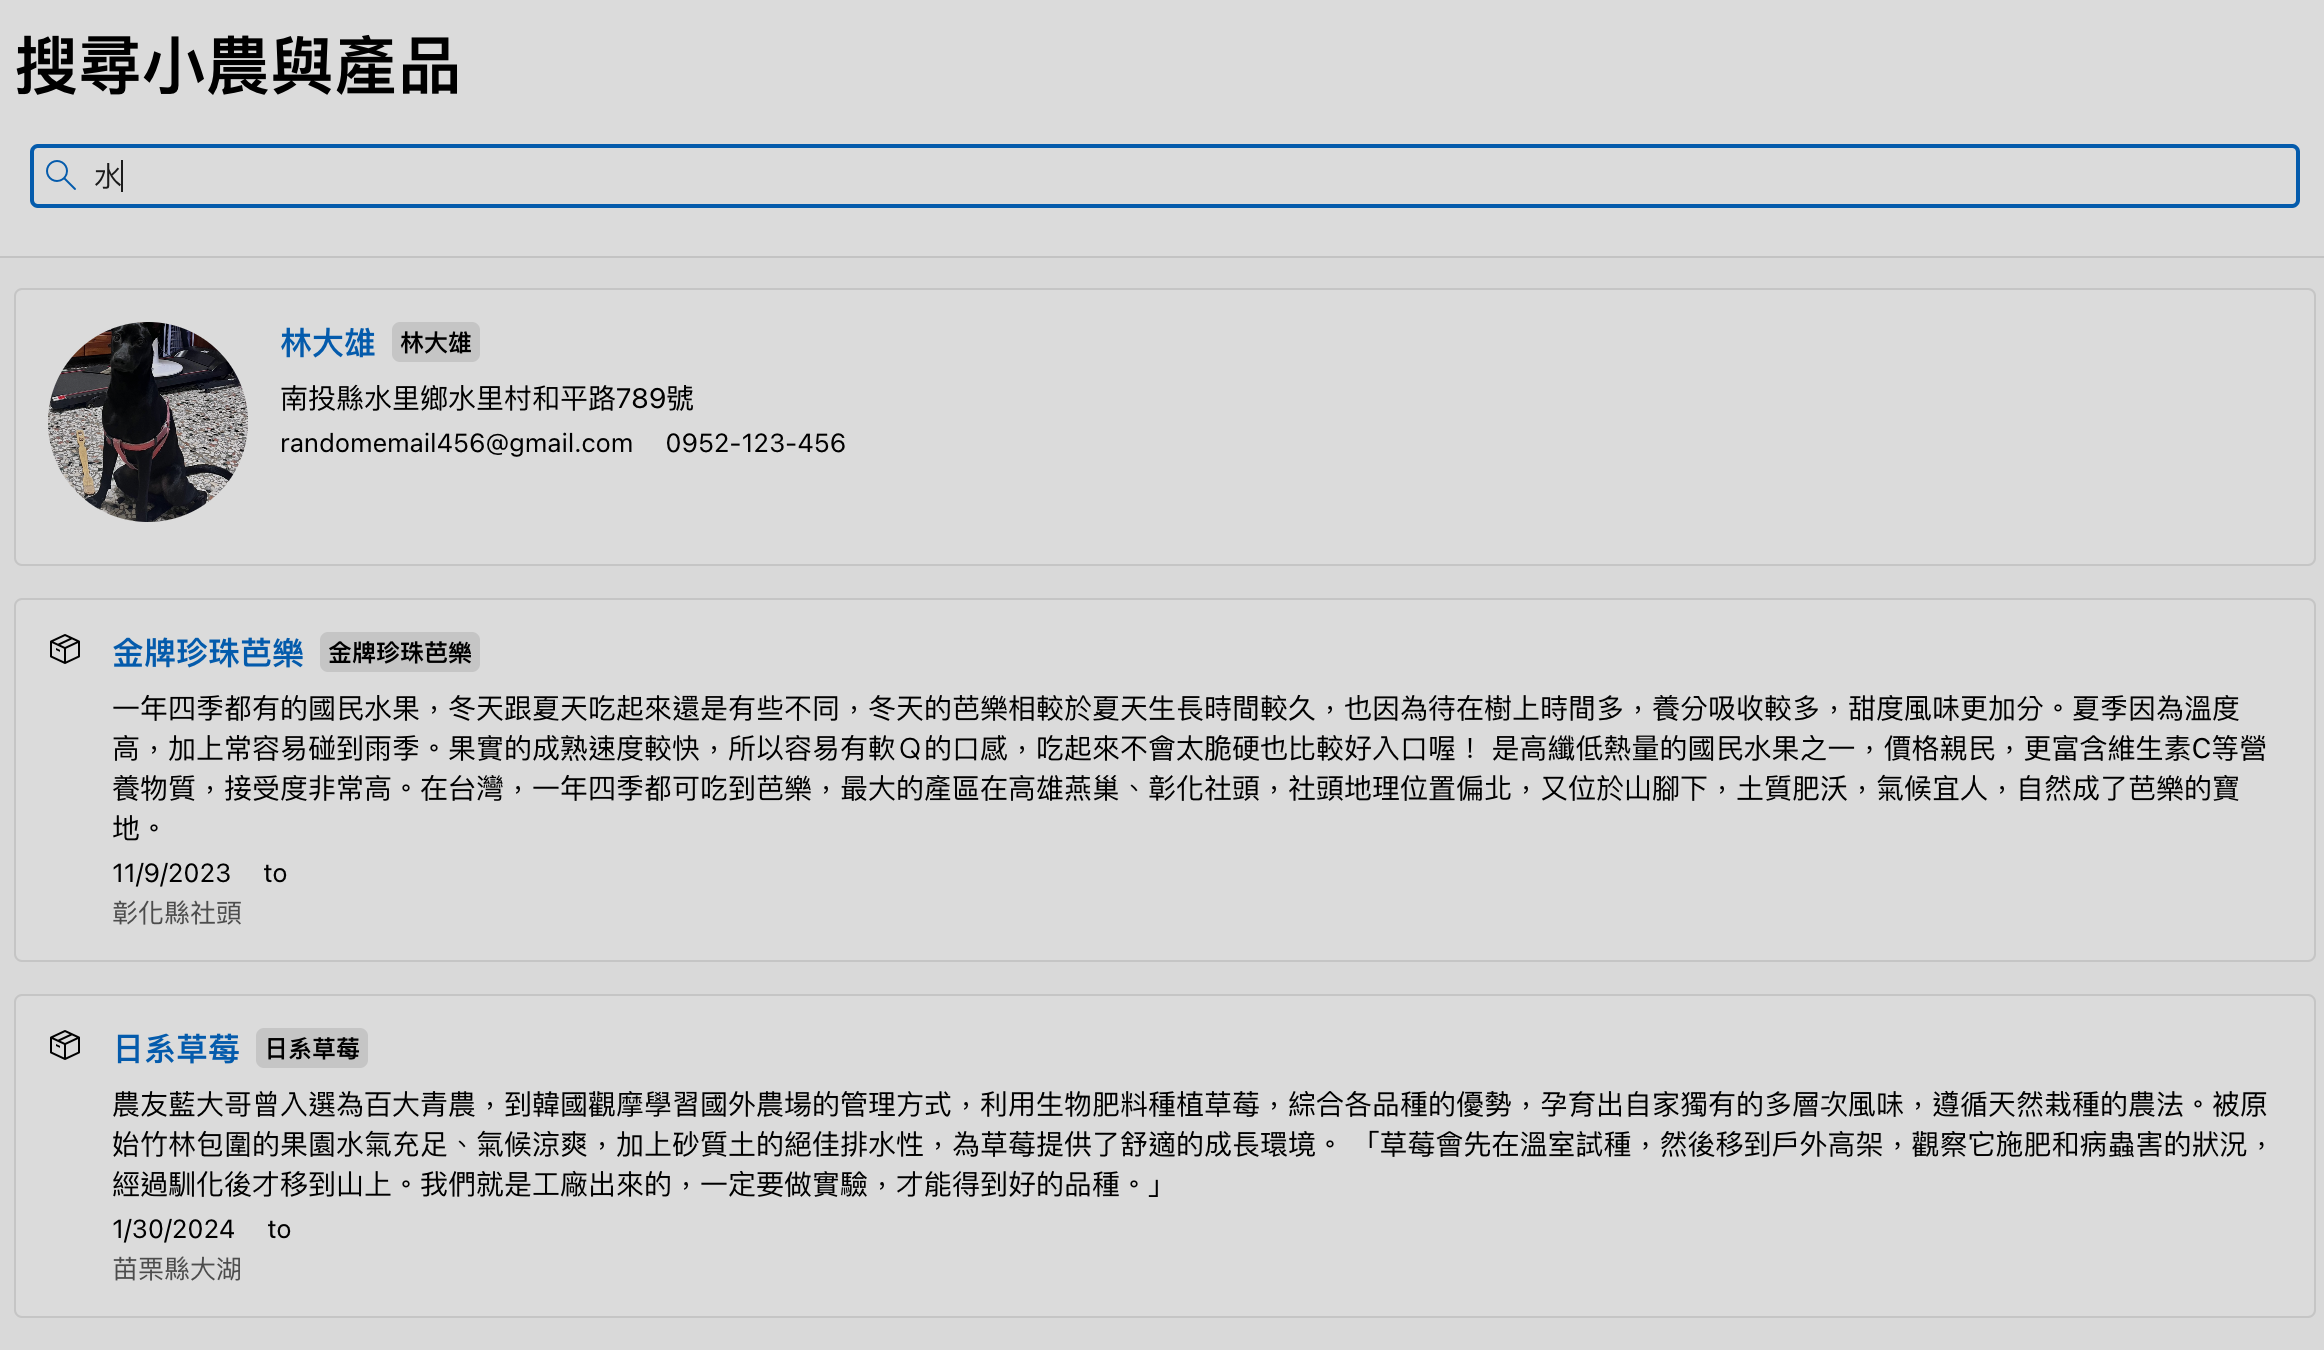 搜尋小農與產品
水
林大雄 林大雄
南投縣水里鄉水里村和平路789號
randomemail456@gmail.com 0952-123-456
金牌珍珠芭樂 金牌珍珠芭樂
一年四季都有的國民水果，冬天跟夏天吃起來還是有些不同，冬天的芭樂相較於夏天生長時間較久，也因為待在樹上時間多，養分吸收較多，甜度風味更加分。夏季因為溫度
高，加上常容易碰到雨季。果實的成熟速度較快，所以容易有軟Ｑ的口感，吃起來不會太脆硬也比較好入口喔！ 是高纖低熱量的國民水果之一，價格親民，更富含維生素C等營
養物質，接受度非常高。在台灣，一年四季都可吃到芭樂，最大的產區在高雄燕巢、彰化社頭，社頭地理位置偏北，又位於山腳下，土質肥沃，氣候宜人，自然成了芭樂的寶
地。
11/9/2023 to
彰化縣社頭
日系草莓 日系草莓
農友藍大哥曾入選為百大青農，到韓國觀摩學習國外農場的管理方式，利用生物肥料種植草莓，綜合各品種的優勢，孕育出自家獨有的多層次風味，遵循天然栽種的農法。被原
始竹林包圍的果園水氣充足、氣候涼爽，加上砂質土的絕佳排水性，為草莓提供了舒適的成長環境。 「草莓會先在溫室試種，然後移到戶外高架，觀察它施肥和病蟲害的狀況，
經過馴化後才移到山上。我們就是工廠出來的，一定要做實驗，才能得到好的品種。」
1/30/2024 to
苗栗縣大湖